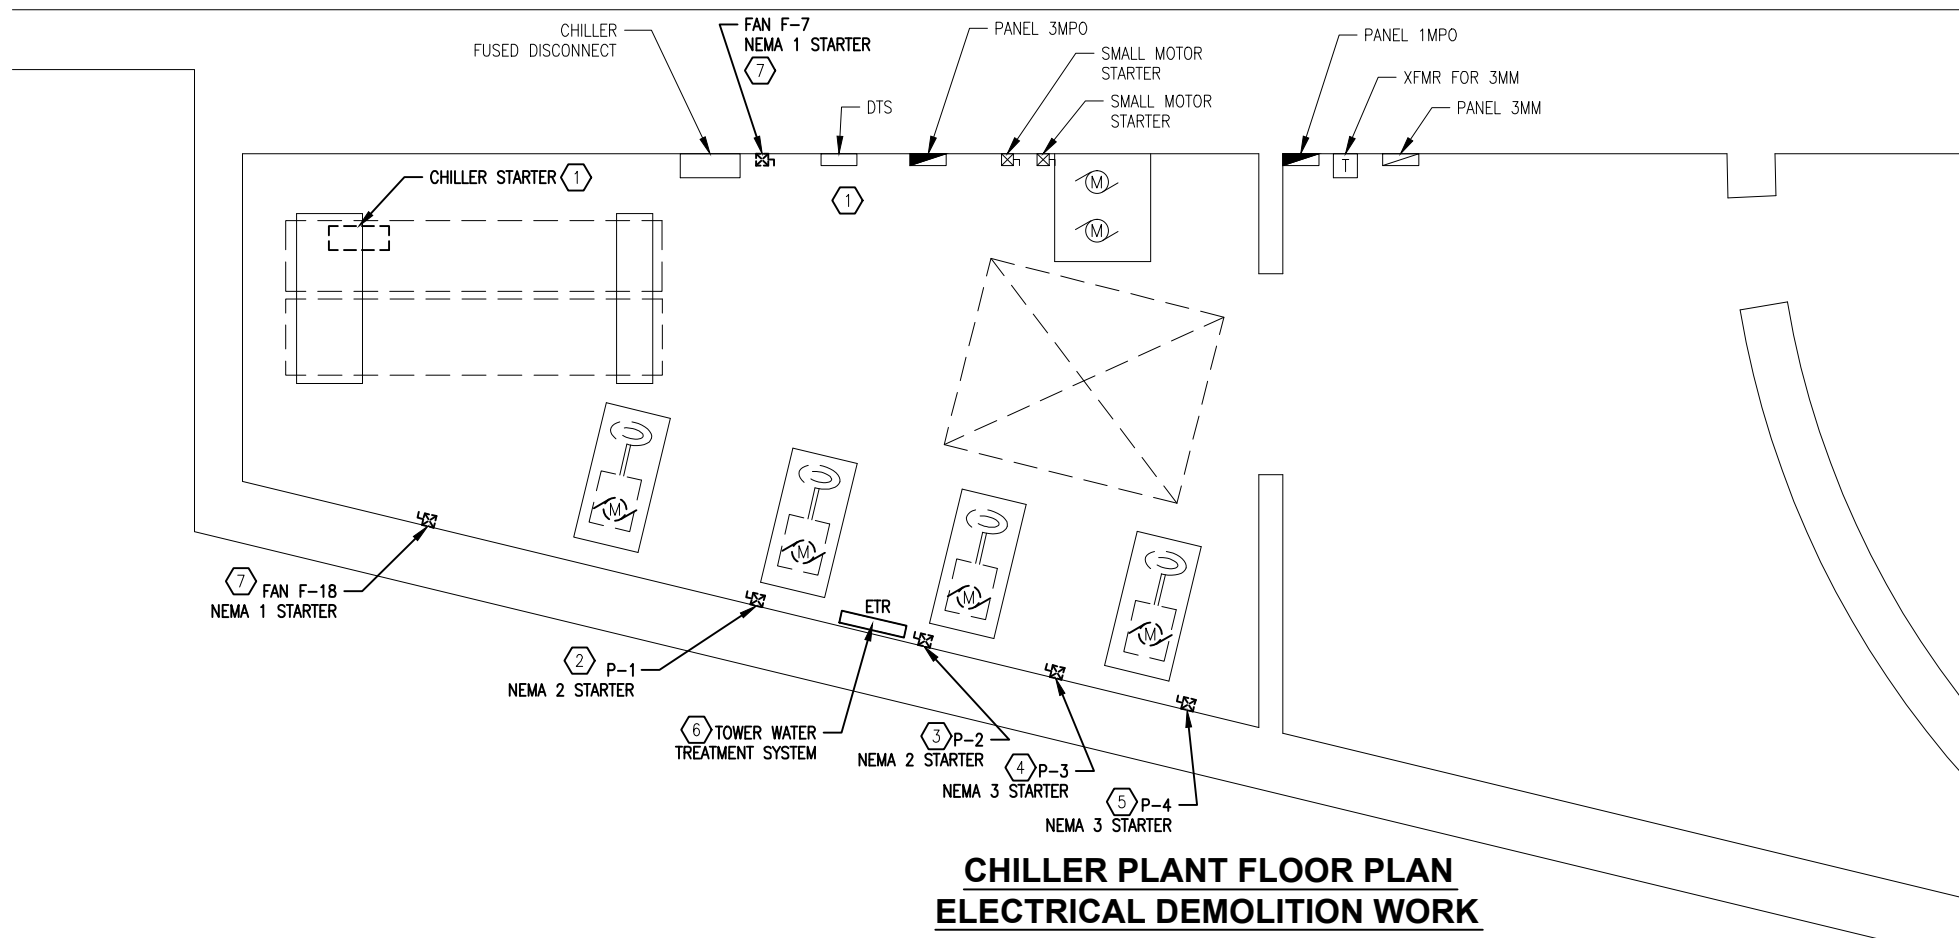 CHILLER
FUSED DISCONNECT
FAN F-7
NEMA 1 STARTER
7
PANEL 3MPO
SMALL MOTOR
STARTER
SMALL MOTOR
STARTER
DTS
PANEL 1MPO
XFMR FOR 3MM
PANEL 3MM
T
CHILLER STARTER 1
1
M
M
M
M
M
M
7 FAN F-18
NEMA 1 STARTER
2 P-1
NEMA 2 STARTER
ETR
6 TOWER WATER
TREATMENT SYSTEM
3 P-2
NEMA 2 STARTER
4 P-3
NEMA 3 STARTER
5 P-4
NEMA 3 STARTER
CHILLER PLANT FLOOR PLAN
ELECTRICAL DEMOLITION WORK